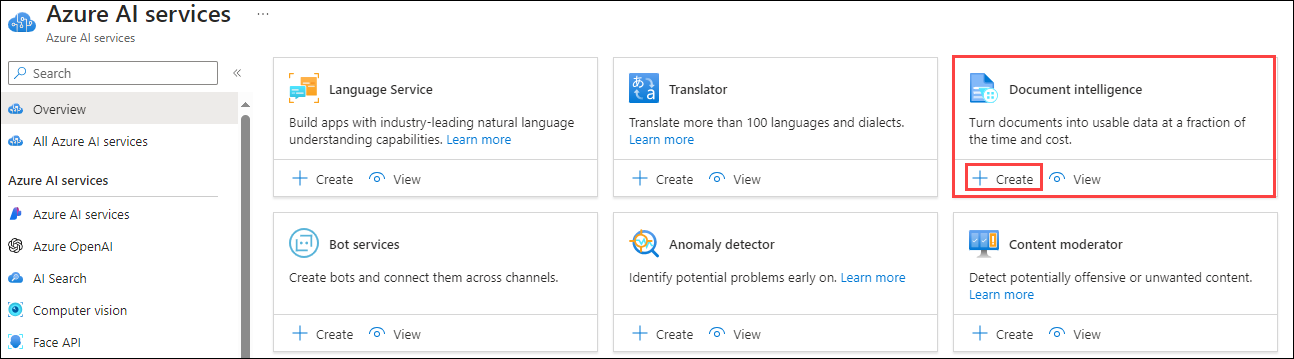 Azure AI services ...
Azure AI services
Search
Overview
All Azure AI services
Azure AI services
Azure AI services
Azure OpenAI
AI Search
Computer vision
Face API
Language Service
Build apps with industry-leading natural language
understanding capabilities. Learn more
Create View
Translator
Translate more than 100 languages and dialects.
Learn more
Create View
Document intelligence
Turn documents into usable data at a fraction of
the time and cost.
Create View
Bot services
Create bots and connect them across channels.
Create View
Anomaly detector
Identify potential problems early on. Learn more
Create View
Content moderator
Detect potentially offensive or unwanted content.
Learn more
Create View